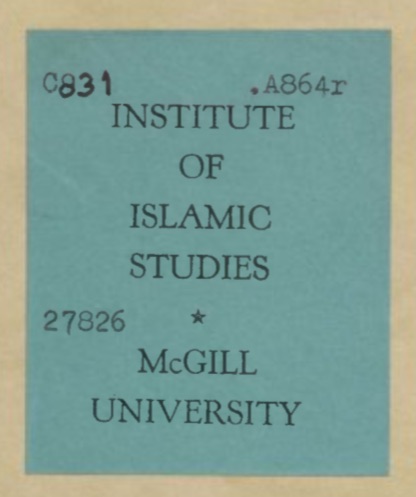 C831 .A864r
INSTITUTE
OF
ISLAMIC
STUDIES
27826 *
McGILL
UNIVERSITY